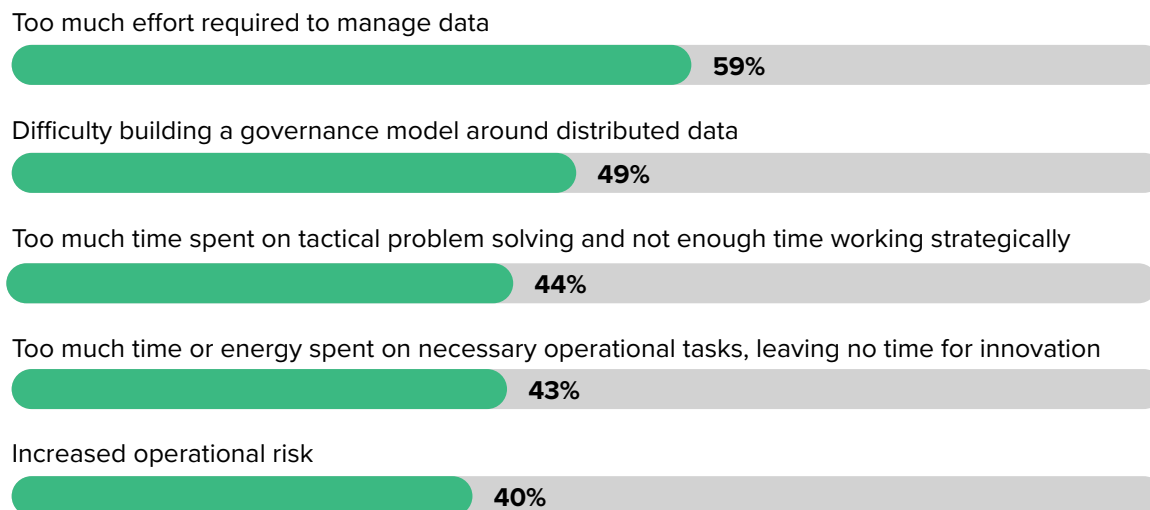 Too much effort required to manage data
59%
Difficulty building a governance model around distributed data
49%
Too much time spent on tactical problem solving and not enough time working strategically
44%
Too much time or energy spent on necessary operational tasks, leaving no time for innovation
43%
Increased operational risk
40%